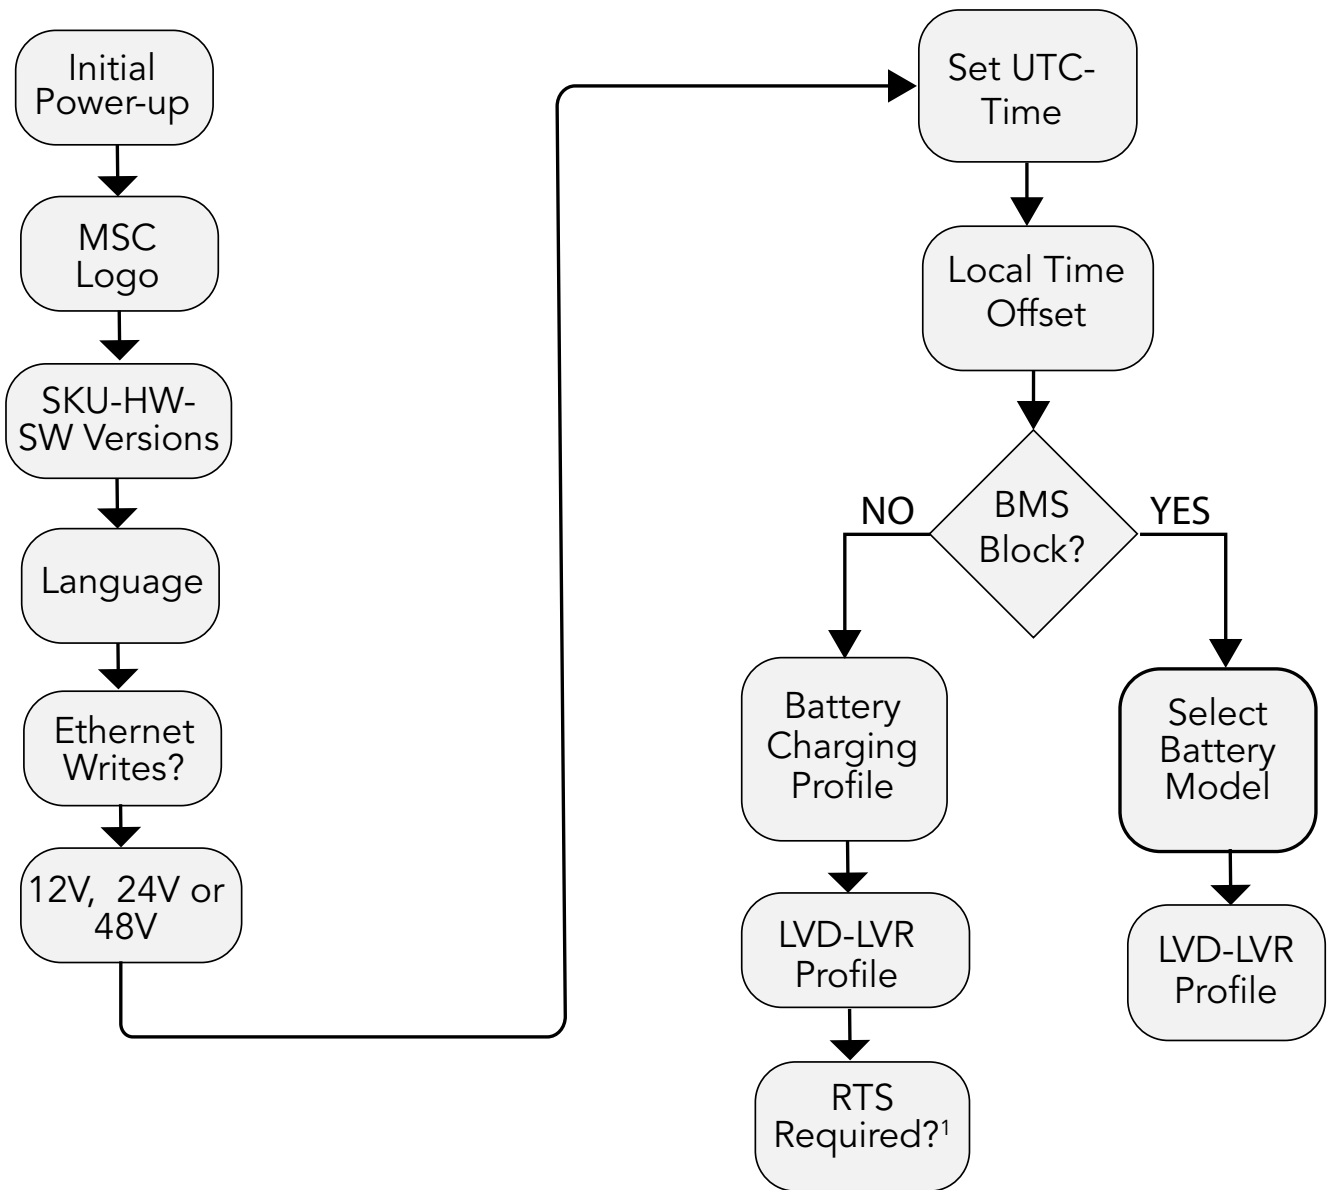 Initial
Power-up
MSC
Logo
SKU-HW-
SW Versions
Language
Ethernet
Writes?
12V,  24V or
48V
Set UTC-
Time
Local Time
Offset
BMS
Block?
NO
YES
Battery
Charging
Profile
LVD-LVR
Profile
RTS
Required?¹
Select
Battery
Model
LVD-LVR
Profile